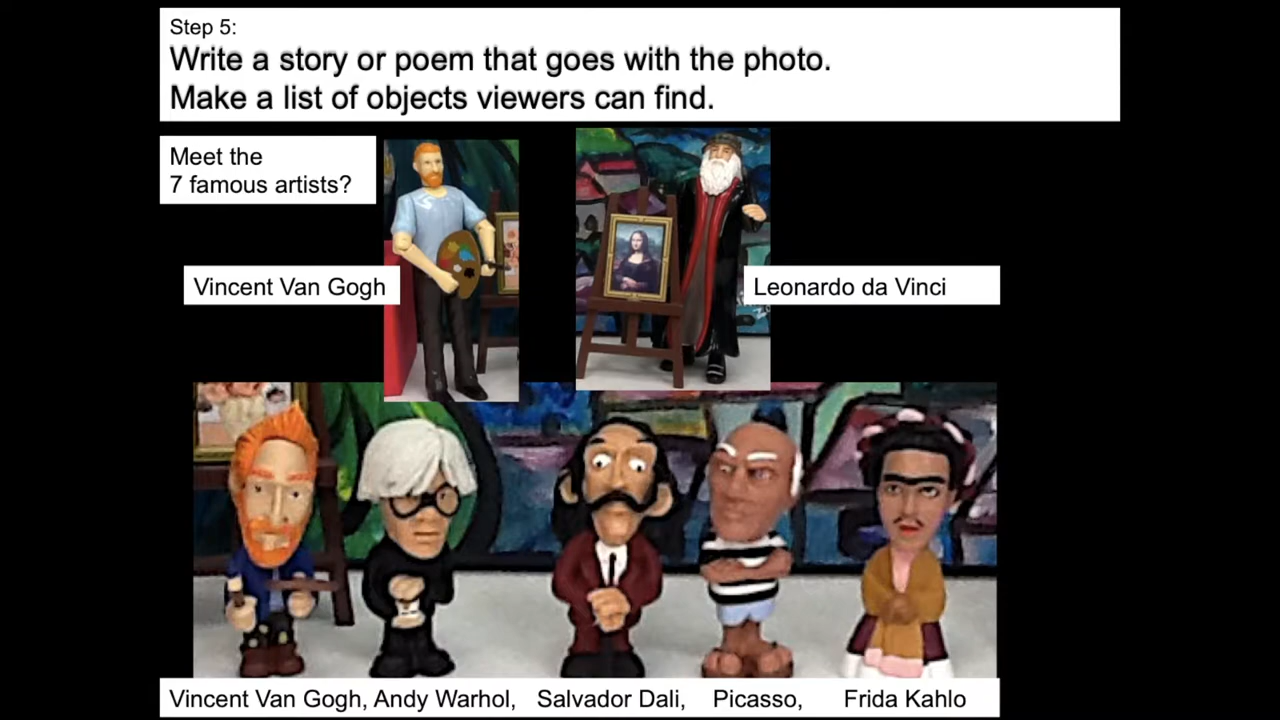 Step 5:
Write a story or poem that goes with the photo.
Make a list of objects viewers can find.
Meet the
7 famous artists?
Vincent Van Gogh
Leonardo da Vinci
Vincent Van Gogh, Andy Warhol, Salvador Dali, Picasso, Frida Kahlo